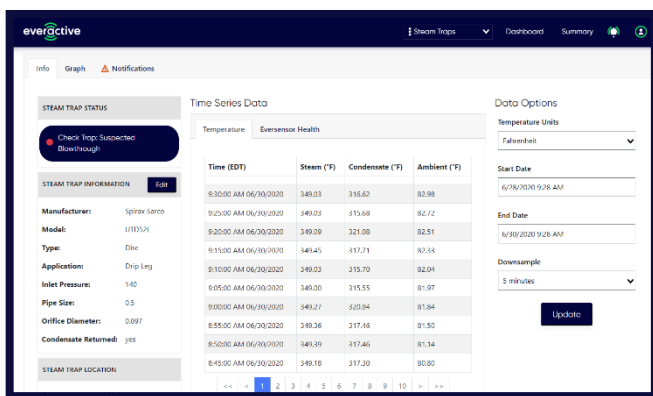 everactive
Steam Traps
Dashboard
Summary
Info
Graph
Notifications
STEAM TRAP STATUS
Check Trap: Suspected
Blowthrough
STEAM TRAP INFORMATION
Edit
Manufacturer: Spirax Sarco
Model: UTD52L
Type: Disc
Application: Drip Leg
Inlet Pressure: 140
Pipe Size: 0.5
Orifice Diameter: 0.097
Condensate Returned: yes
STEAM TRAP LOCATION
Time Series Data
Temperature
Eversensor Health
Time (EDT) Steam (°F) Condensate (°F) Ambient (°F)
9:30:00 AM 06/30/2020 349.03 316.62 82.98
9:25:00 AM 06/30/2020 349.03 315.68 82.72
9:20:00 AM 06/30/2020 349.09 321.08 82.51
9:15:00 AM 06/30/2020 349.45 317.71 82.33
9:10:00 AM 06/30/2020 349.03 315.70 82.04
9:05:00 AM 06/30/2020 349.00 315.55 81.97
9:00:00 AM 06/30/2020 349.27 320.94 81.84
8:55:00 AM 06/30/2020 349.36 317.46 81.50
8:50:00 AM 06/30/2020 349.39 317.46 81.14
8:45:00 AM 06/30/2020 349.18 317.30 80.80
<< < 1 2 3 4 5 6 7 8 9 10 > >>
Data Options
Temperature Units
Fahrenheit
Start Date
6/28/2020 9:28 AM
End Date
6/30/2020 9:28 AM
Downsample
5 minutes
Update